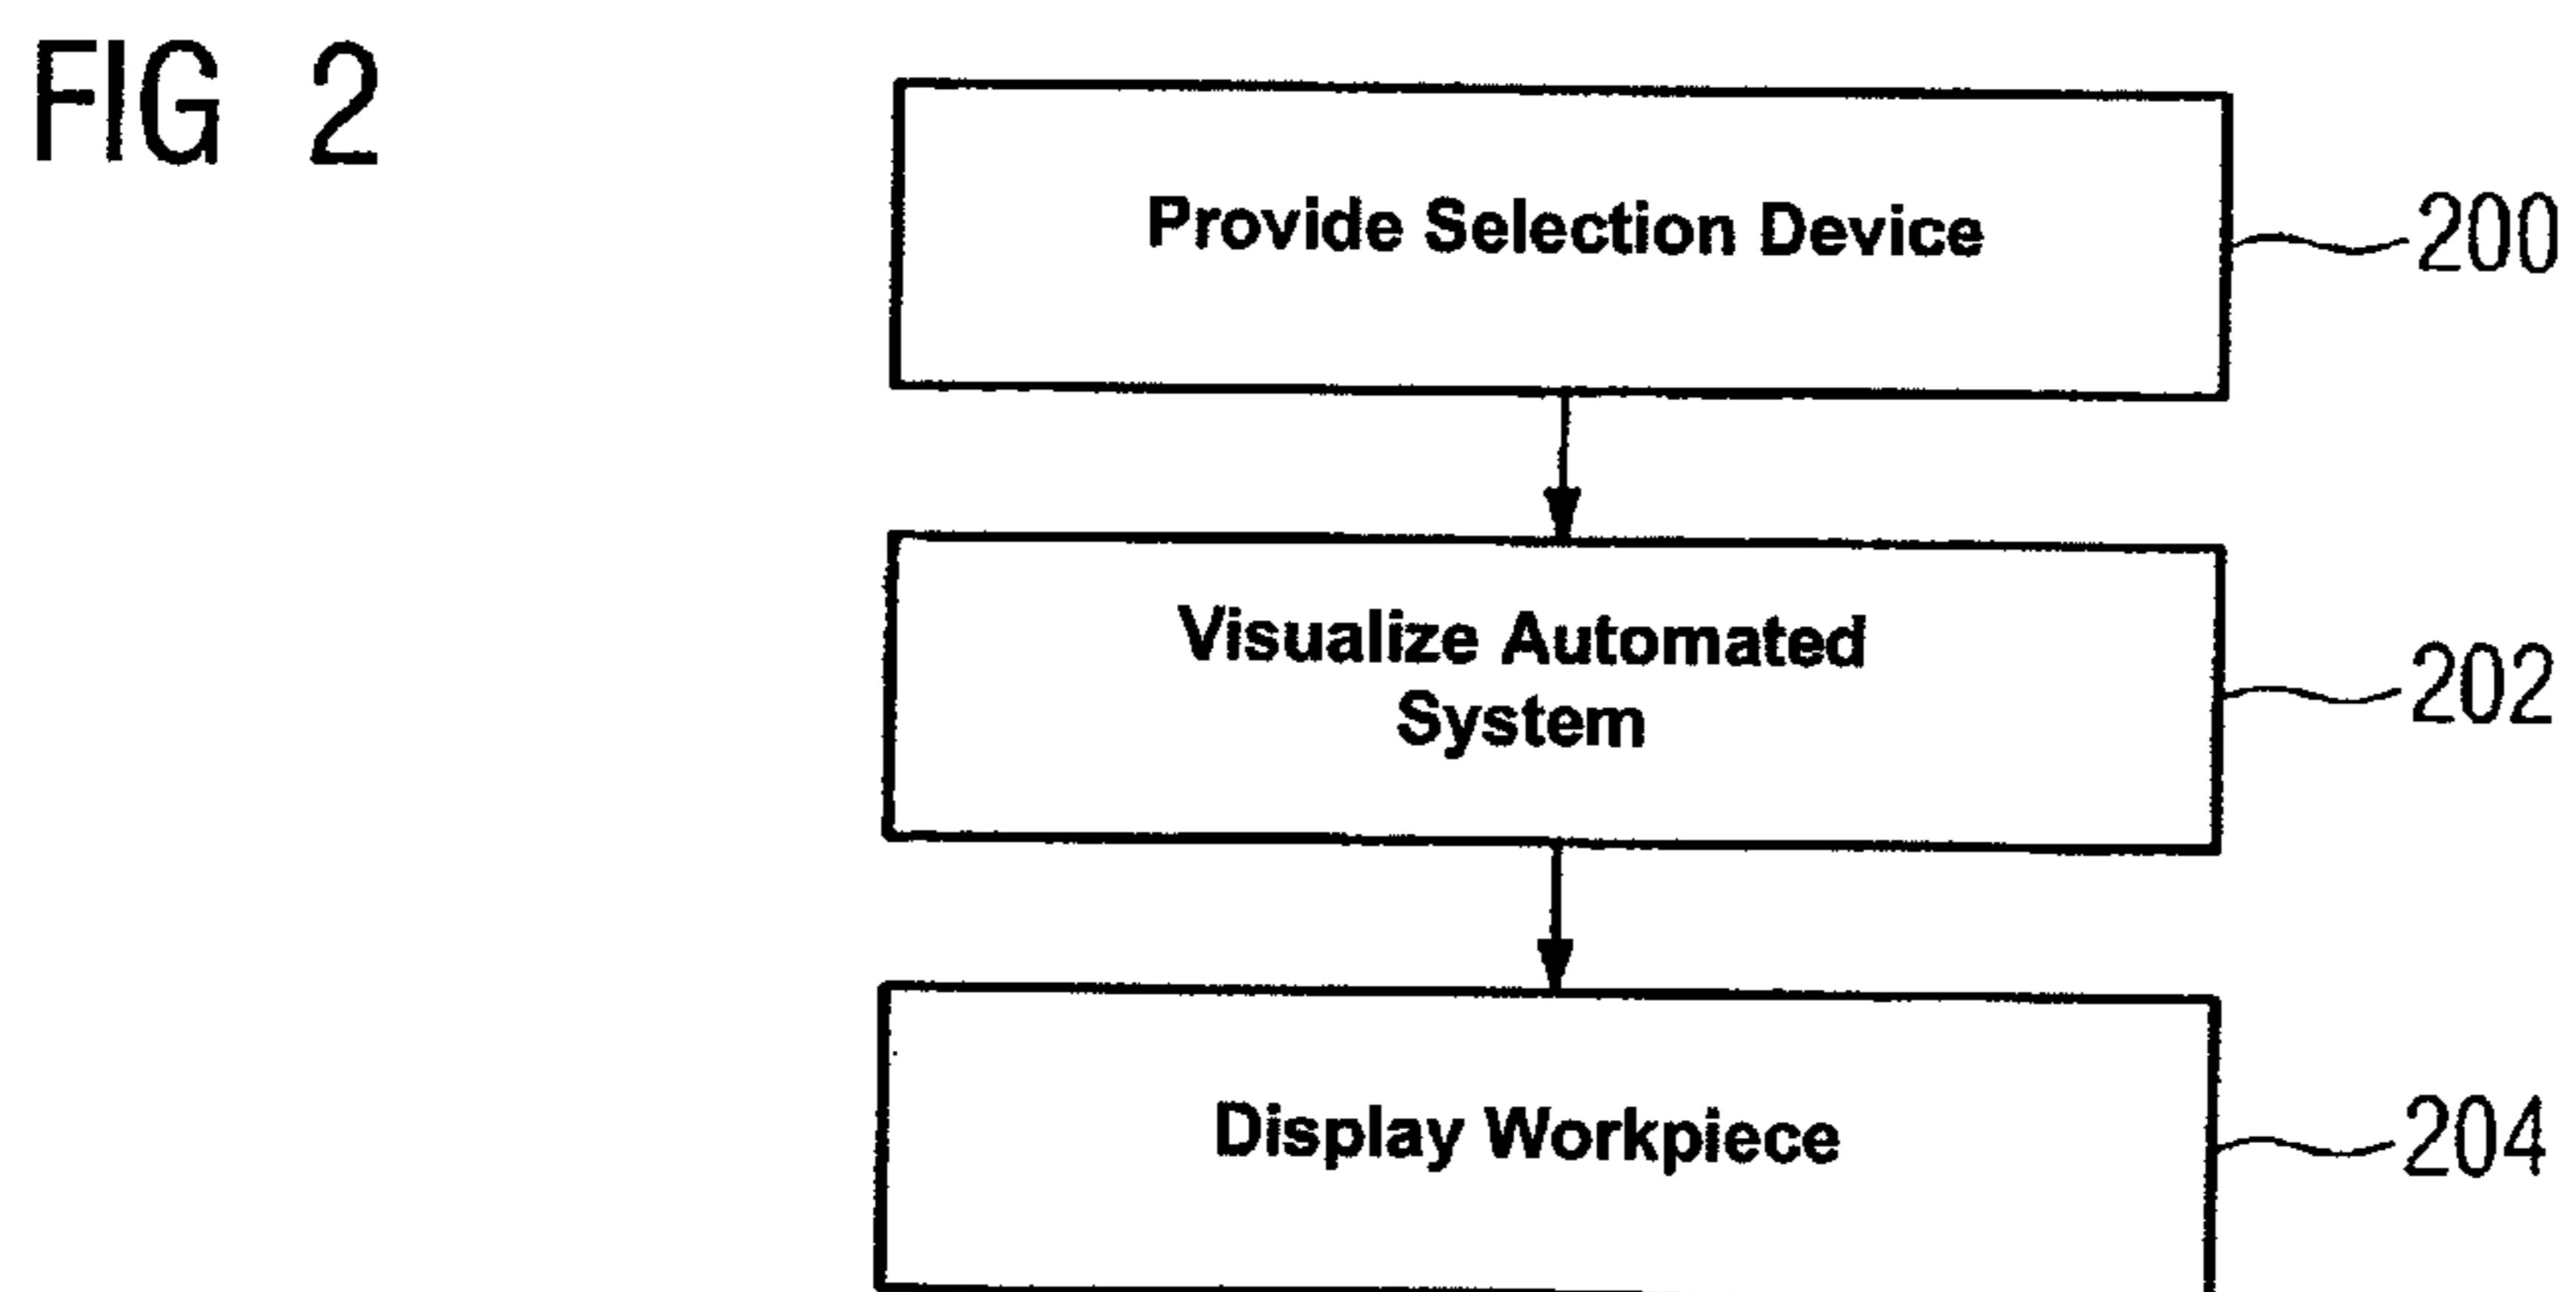 FIG 2
Provide Selection Device
200
Visualize Automated
System
202
Display Workpiece
204